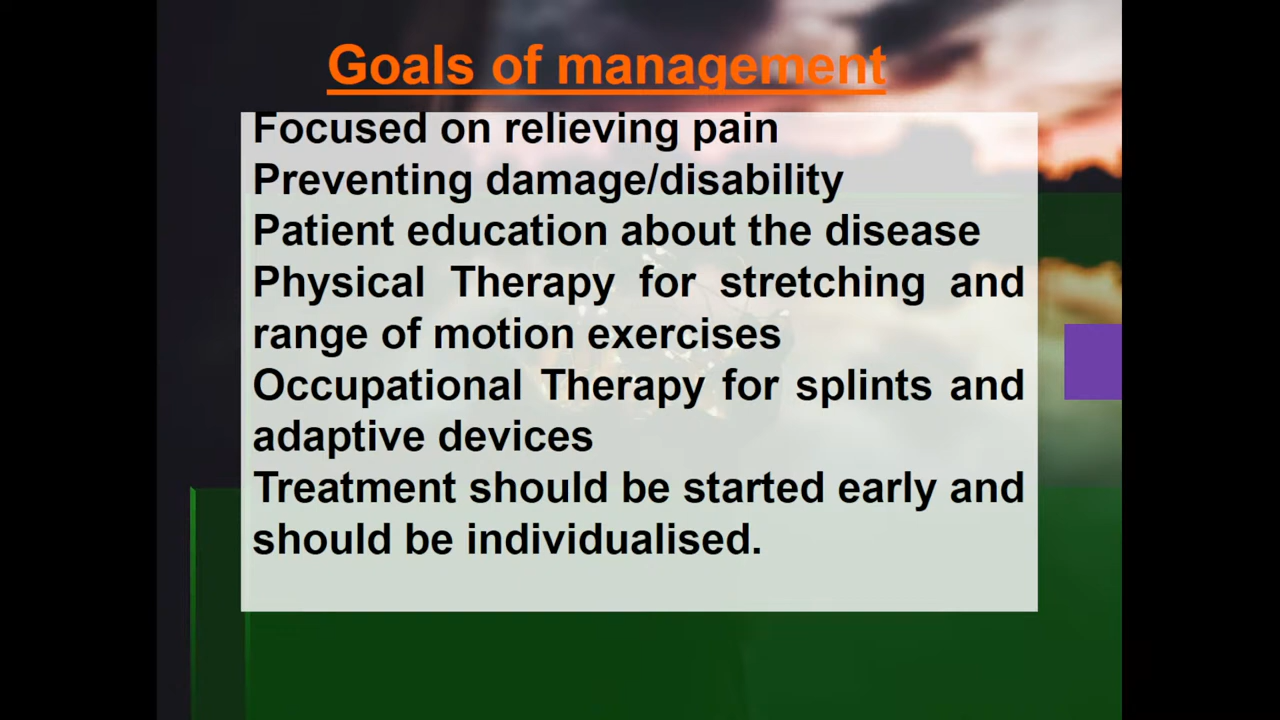 Goals of management
Focused on relieving pain
Preventing damage/disability
Patient education about the disease
Physical Therapy for stretching and
range of motion exercises
Occupational Therapy for splints and
adaptive devices
Treatment should be started early and
should be individualised.